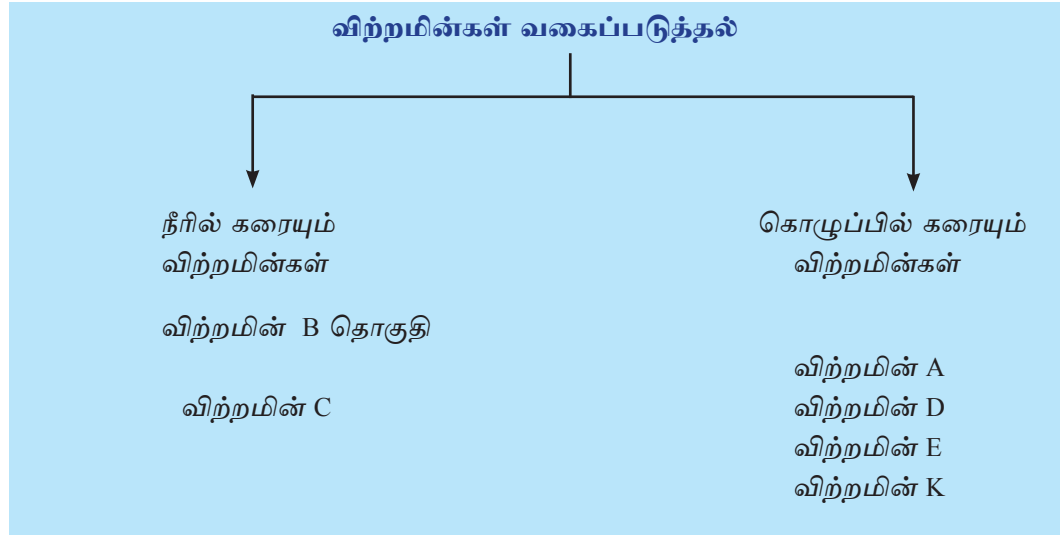 விற்றமின்கள் வகைப்படுத்தல்
நீரில் கரையும்
விற்றமின்கள்
விற்றமின் B தொகுதி
விற்றமின் C
கொழுப்பில் கரையும்
விற்றமின்கள்
விற்றமின் A
விற்றமின் D
விற்றமின் E
விற்றமின் K